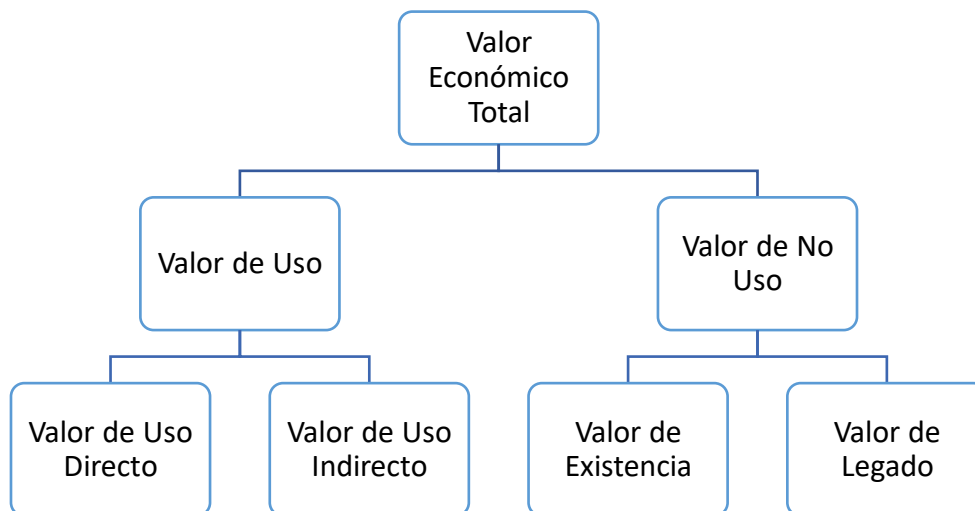 Valor
Económico
Total
Valor de Uso
Valor de No
Uso
Valor de Uso
Directo
Valor de Uso
Indirecto
Valor de
Existencia
Valor de
Legado